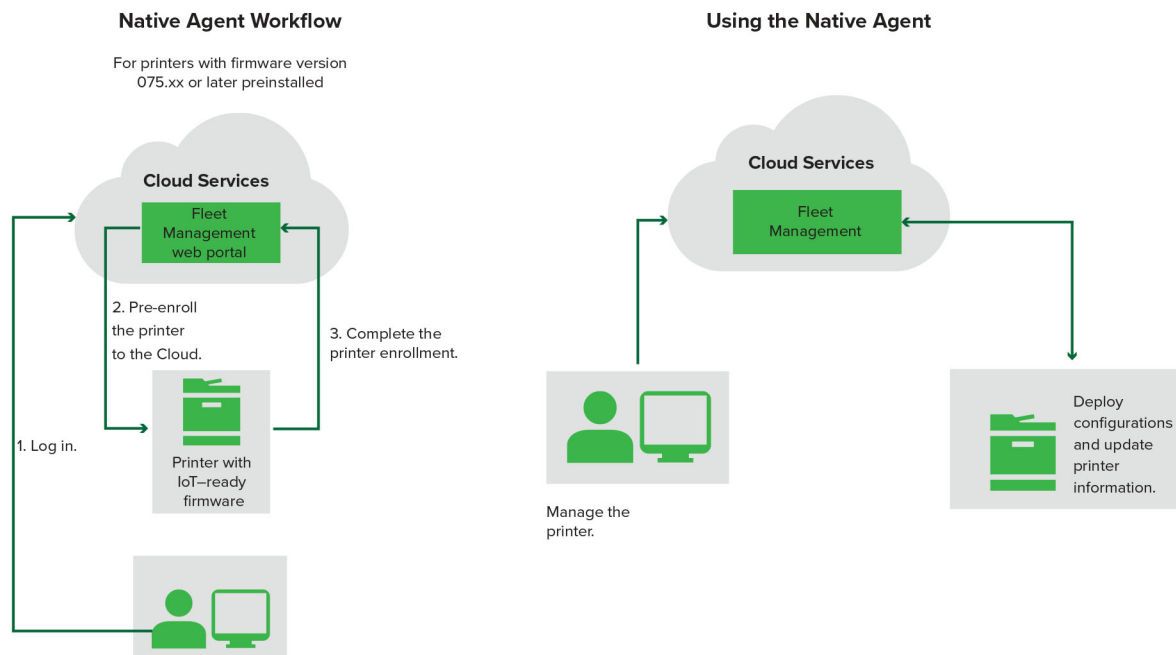 Native Agent Workflow
For printers with firmware version
075.xx or later preinstalled
Cloud Services
Fleet
Management
web portal
2. Pre-enroll
the printer
to the Cloud.
3. Complete the
printer enrollment.
1. Log in.
Printer with
IoT–ready
firmware
Using the Native Agent
Cloud Services
Fleet
Management
Manage the
printer.
Deploy
configurations
and update
printer
information.